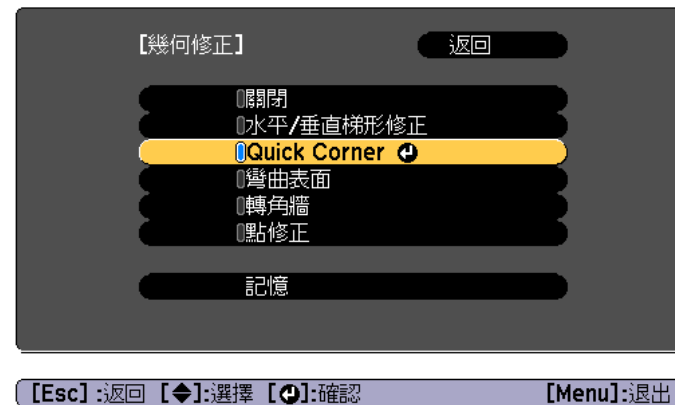 [幾何修正] 返回
關閉
水平/垂直梯形修正
Quick Corner
彎曲表面
轉角牆
點修正
記憶
[Esc] :返回 [◆]:選擇 [↵]:確認 [Menu]:退出